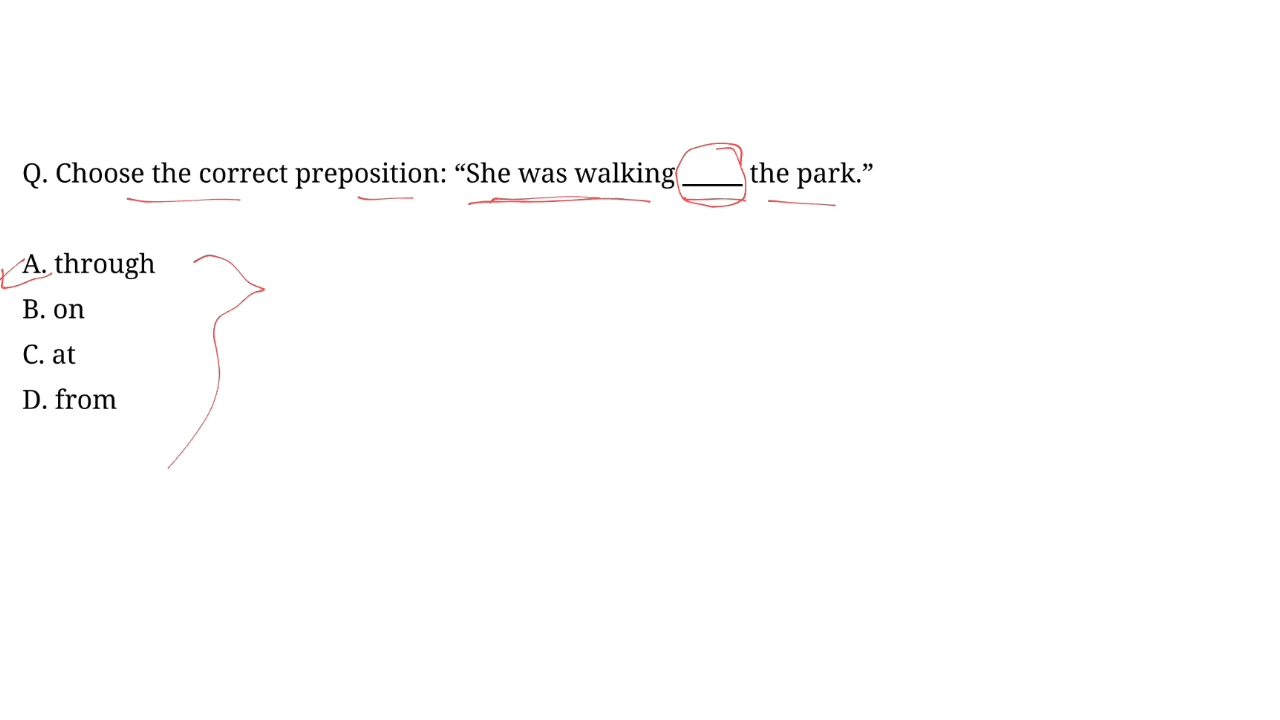 Q. Choose the correct preposition: “She was walking _____ the park.”
A. through
B. on
C. at
D. from